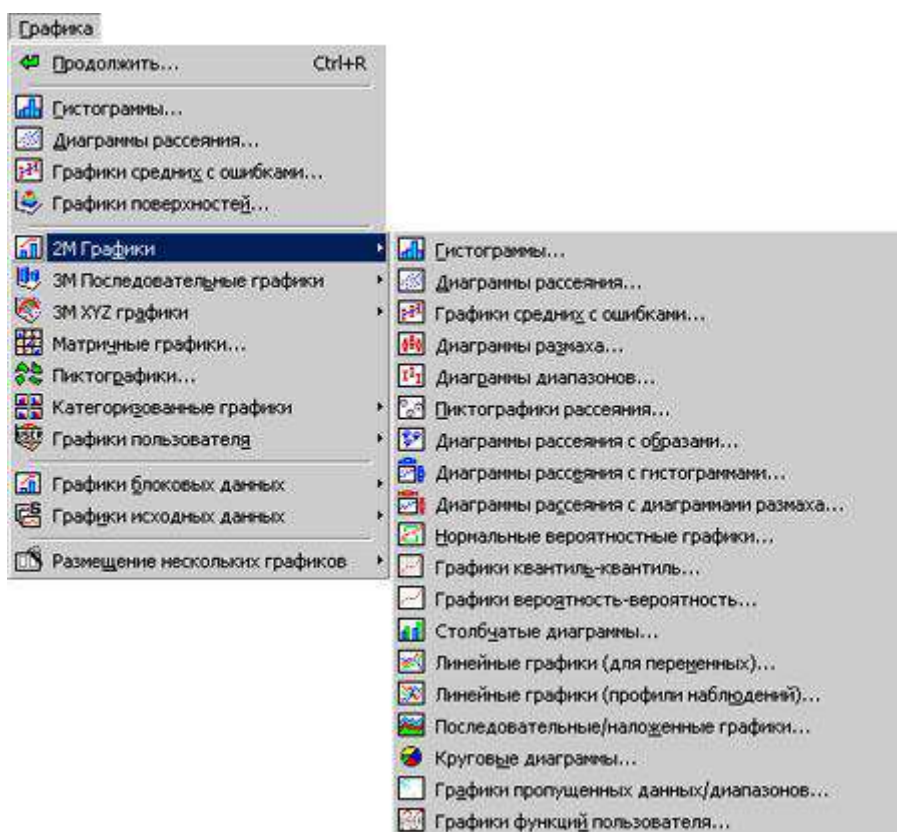 Графика
Продолжить... Ctrl+R
Гистограммы...
Диаграммы рассеяния...
Графики средних с ошибками...
Графики поверхностей...
2М Графики
3М Последовательные графики
3М XYZ графики
Матричные графики...
Пиктографики...
Категоризованные графики
Графики пользователя
Графики блоковых данных
Графики исходных данных
Размещение нескольких графиков
Гистограммы...
Диаграммы рассеяния...
Графики средних с ошибками...
Диаграммы размаха...
Диаграммы диапазонов...
Пиктографики рассеяния...
Диаграммы рассеяния с образами...
Диаграммы рассеяния с гистограммами...
Диаграммы рассеяния с диаграммами размаха...
Нормальные вероятностные графики...
Графики квантиль-квантиль...
Графики вероятность-вероятность...
Столбчатые диаграммы...
Линейные графики (для переменных)...
Линейные графики (профили наблюдений)...
Последовательные/наложенные графики...
Круговые диаграммы...
Графики пропущенных данных/диапазонов...
Графики функций пользователя...